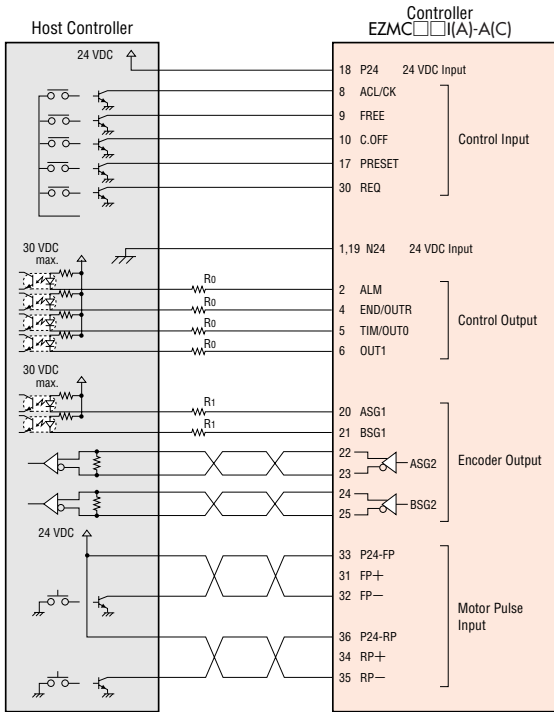 Host Controller
Controller
EZMC□□I(A)-A(C)
24 VDC
18 P24 24 VDC Input
8 ACL/CK
9 FREE
10 C.OFF
17 PRESET
30 REQ
Control Input
1,19 N24 24 VDC Input
30 VDC
max.
R0
R0
R0
R0
2 ALM
4 END/OUTR
5 TIM/OUT0
6 OUT1
Control Output
30 VDC
max.
R1
R1
20 ASG1
21 BSG1
22
23
ASG2
24
25
BSG2
Encoder Output
24 VDC
33 P24-FP
31 FP+
32 FP−
36 P24-RP
34 RP+
35 RP−
Motor Pulse
Input